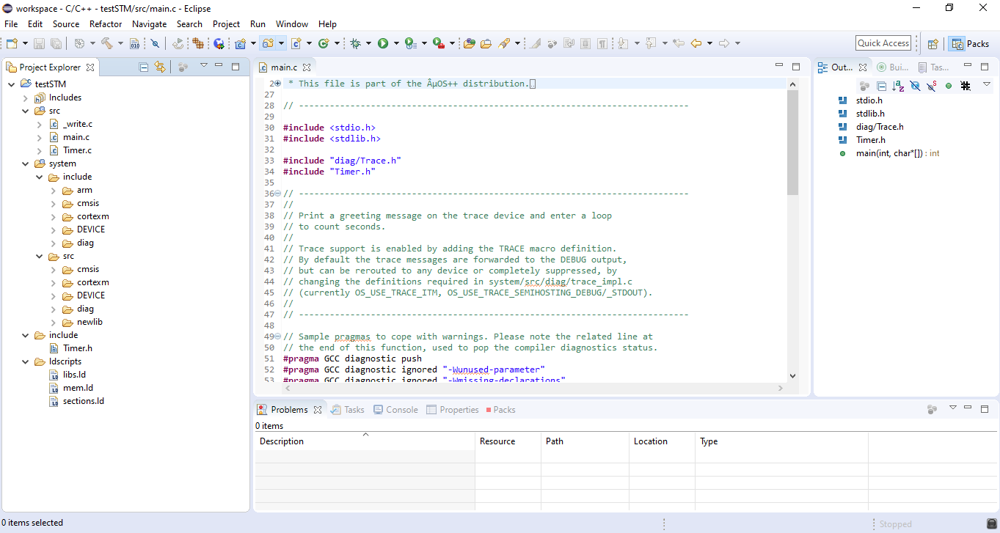 workspace - C/C++ - testSTM/src/main.c - Eclipse
File Edit Source Refactor Navigate Search Project Run Window Help
Quick Access
Packs
Project Explorer
testSTM
Includes
src
_write.c
main.c
Timer.c
system
include
arm
cmsis
cortexm
DEVICE
diag
src
cmsis
cortexm
DEVICE
diag
newlib
include
Timer.h
ldscripts
libs.ld
mem.ld
sections.ld
main.c
2 * This file is part of the ÂµOS++ distribution.
27
28 // ----------------------------------------------------------------------------
29
30 #include <stdio.h>
31 #include <stdlib.h>
32
33 #include "diag/Trace.h"
34 #include "Timer.h"
35
36 // ----------------------------------------------------------------------------
37 //
38 // Print a greeting message on the trace device and enter a loop
39 // to count seconds.
40 //
41 // Trace support is enabled by adding the TRACE macro definition.
42 // By default the trace messages are forwarded to the DEBUG output,
43 // but can be rerouted to any device or completely suppressed, by
44 // changing the definitions required in system/src/diag/trace_impl.c
45 // (currently OS_USE_TRACE_ITM, OS_USE_TRACE_SEMIHOSTING_DEBUG/_STDOUT).
46 //
47 // ----------------------------------------------------------------------------
48
49 // Sample pragmas to cope with warnings. Please note the related line at
50 // the end of this function, used to pop the compiler diagnostics status.
51 #pragma GCC diagnostic push
52 #pragma GCC diagnostic ignored "-Wunused-parameter"
53 #pragma GCC diagnostic ignored "-Wmissing-declarations"
Out... Bui... Tas...
stdio.h
stdlib.h
diag/Trace.h
Timer.h
main(int, char*[]) : int
Problems Tasks Console Properties Packs
0 items
Description Resource Path Location Type
0 items selected
Stopped